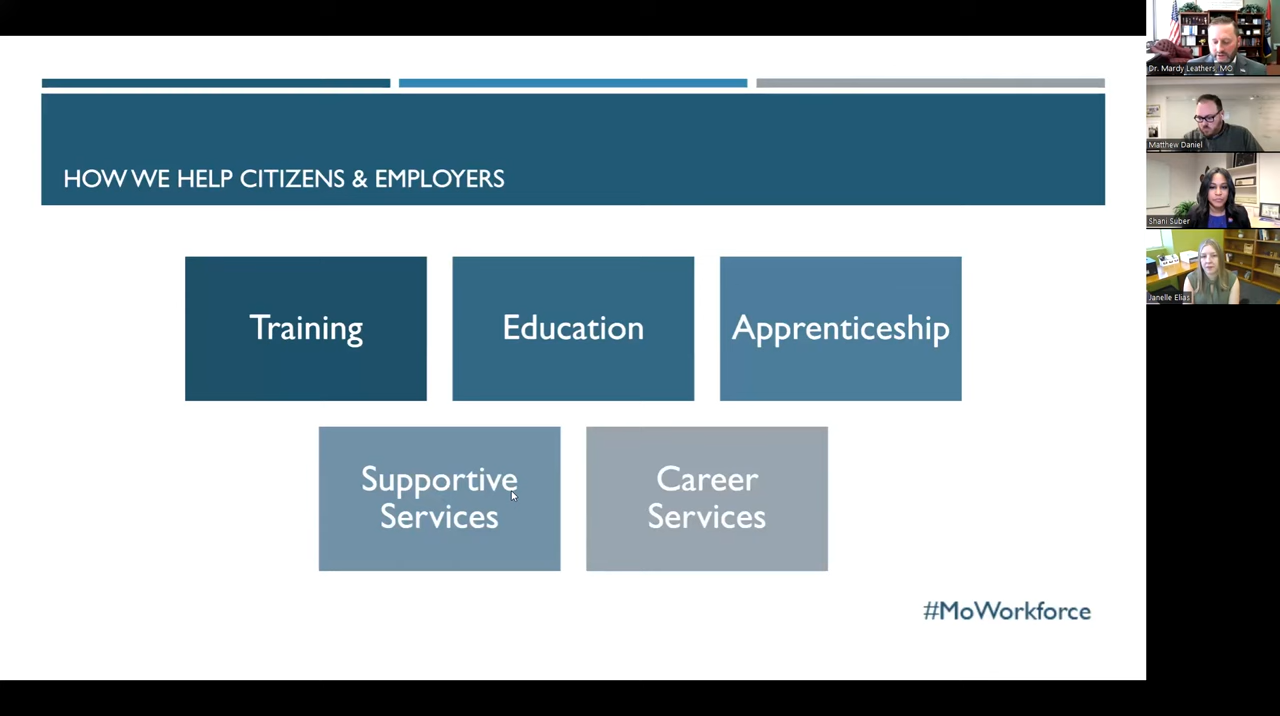 HOW WE HELP CITIZENS & EMPLOYERS
Training
Education
Apprenticeship
Supportive
Services
Career
Services
#MoWorkforce
Dr. Mardy Leathers, MO
Matthew Daniel
Shani Suber
Janelle Elias